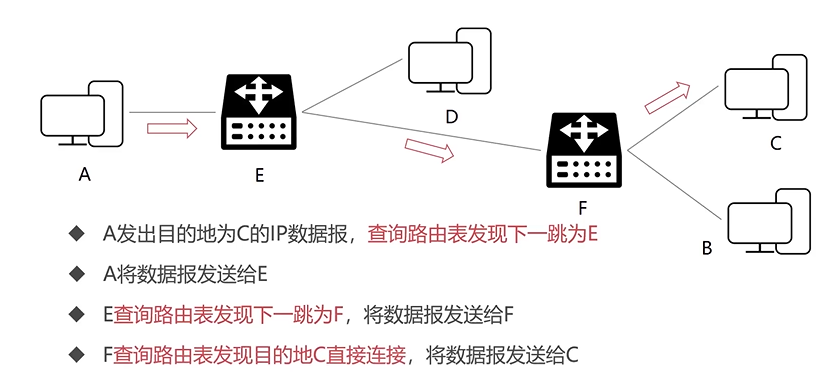 D
C
A
E
F
B
A发出目的地为C的IP数据报，查询路由表发现下一跳为E
A将数据报发送给E
E查询路由表发现下一跳为F，将数据报发送给F
F查询路由表发现目的地C直接连接，将数据报发送给C